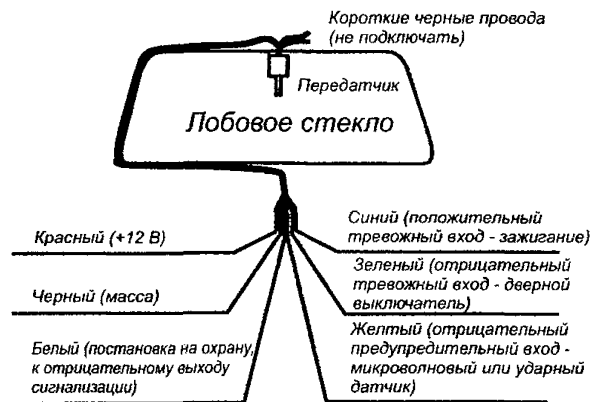 Короткие черные провода
(не подключать)
Передатчик
Лобовое стекло
Красный (+12 В)
Черный (масса)
Белый (постановка на охрану,
к отрицательному выходу
сигнализации)
Синий (положительный
тревожный вход - зажигание)
Зеленый (отрицательный
тревожный вход - дверной
выключатель)
Желтый (отрицательный
предупредительный вход -
микроволновый или ударный
датчик)